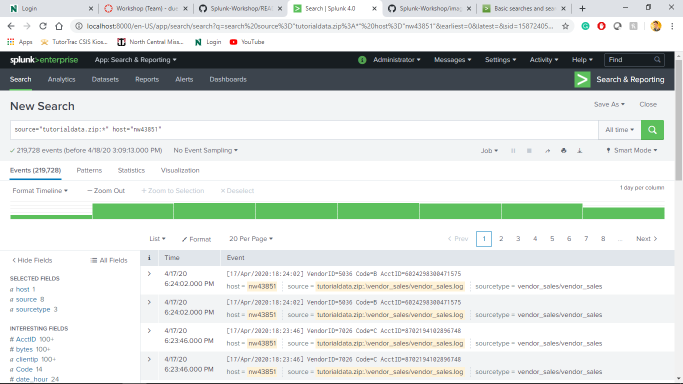 Login
Workshop (Team) - du
Splunk-Workshop/REA
Search | Splunk 4.0
Splunk-Workshop/ima
Basic searches and sear
localhost:8000/en-US/app/search/search?q=search%20source%3D"tutorialdata.zip%3A*"%20host%3D"nw43851"&earliest=0&latest=&sid=15872405...
Apps
TutorTrac CSIS Kios...
North Central Miss...
Login
YouTube
splunk>enterprise
App: Search & Reporting
Administrator
Messages
Settings
Activity
Help
Find
Search
Analytics
Datasets
Reports
Alerts
Dashboards
Search & Reporting
New Search
Save As
Close
source="tutorialdata.zip:*" host="nw43851"
All time
219,728 events (before 4/18/20 3:09:13.000 PM)
No Event Sampling
Job
Smart Mode
Events (219,728)
Patterns
Statistics
Visualization
Format Timeline
– Zoom Out
+ Zoom to Selection
× Deselect
1 day per column
List
Format
20 Per Page
< Prev
1 2 3 4 5 6 7 8 ...
Next >
< Hide Fields
All Fields
i
Time
Event
SELECTED FIELDS
a host 1
a source 8
a sourcetype 3
INTERESTING FIELDS
# AcctID 100+
# bytes 100+
a clientip 100+
a Code 14
# date_hour 24
4/17/20
6:24:02.000 PM
[17/Apr/2020:18:24:02] VendorID=5036 Code=B AcctID=6024298300471575
host = nw43851 source = tutorialdata.zip:.\vendor_sales/vendor_sales.log sourcetype = vendor_sales/vendor_sales
4/17/20
6:24:02.000 PM
[17/Apr/2020:18:24:02] VendorID=5036 Code=B AcctID=6024298300471575
host = nw43851 source = tutorialdata.zip:.\vendor_sales/vendor_sales.log sourcetype = vendor_sales/vendor_sales
4/17/20
6:23:46.000 PM
[17/Apr/2020:18:23:46] VendorID=7026 Code=C AcctID=8702194102896748
host = nw43851 source = tutorialdata.zip:.\vendor_sales/vendor_sales.log sourcetype = vendor_sales/vendor_sales
4/17/20
6:23:46.000 PM
[17/Apr/2020:18:23:46] VendorID=7026 Code=C AcctID=8702194102896748
host = nw43851 source = tutorialdata.zip:.\vendor_sales/vendor_sales.log sourcetype = vendor_sales/vendor_sales